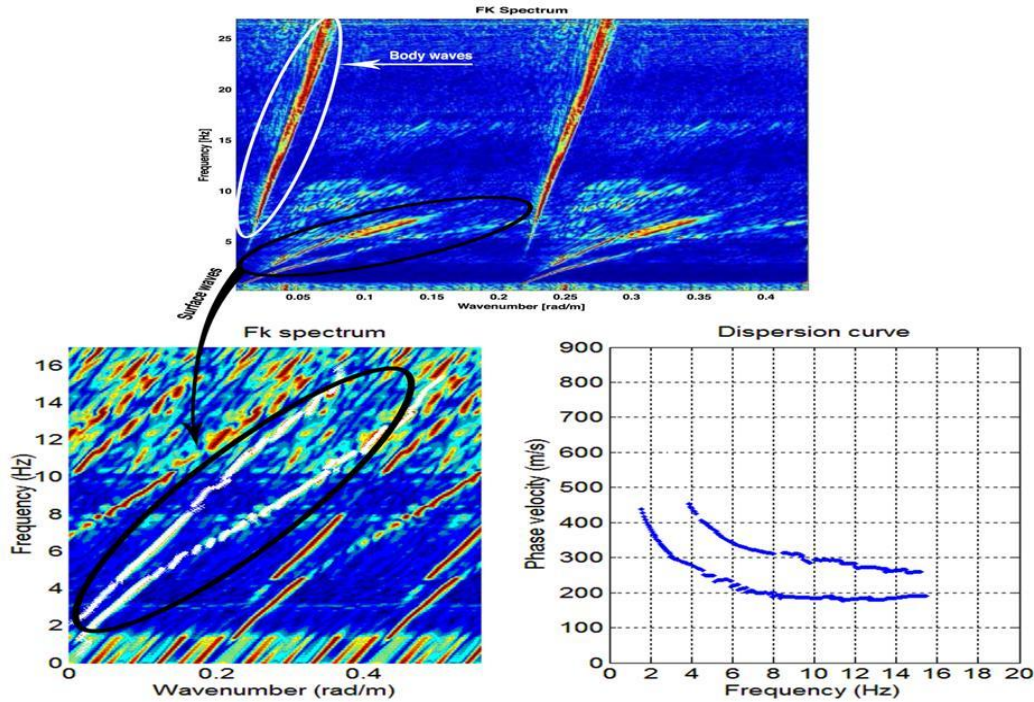 FK Spectrum
25
20
15
10
5
Frequency [Hz]
Body waves
0.05 0.1 0.15 0.2 0.25 0.3 0.35 0.4
Wavenumber [rad/m]
Surface waves
Fk spectrum
16
14
12
10
8
6
4
2
0
Frequency (Hz)
0 0.2 0.4
Wavenumber (rad/m)
Dispersion curve
900
800
700
600
500
400
300
200
100
0
Phase velocity (m/s)
0 2 4 6 8 10 12 14 16 18 20
Frequency (Hz)